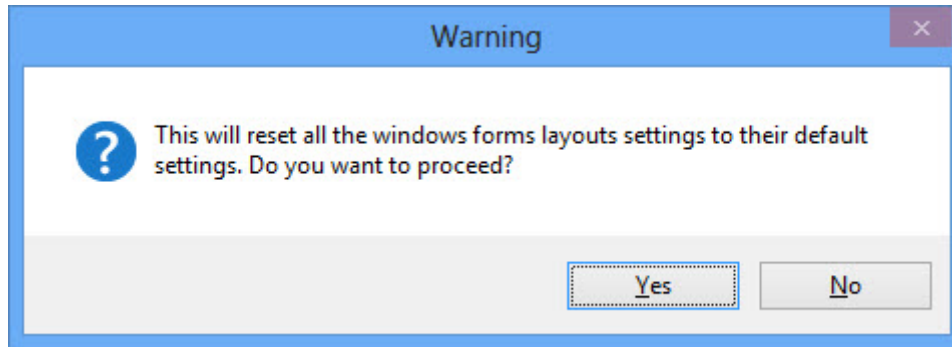 Warning
This will reset all the windows forms layouts settings to their default
settings. Do you want to proceed?
Yes
No